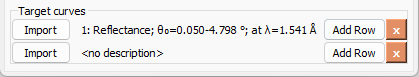 Target curves
Import 1: Reflectance; θ₀=0.050-4.798 °; at λ=1.541 Å Add Row x
Import <no description> Add Row x